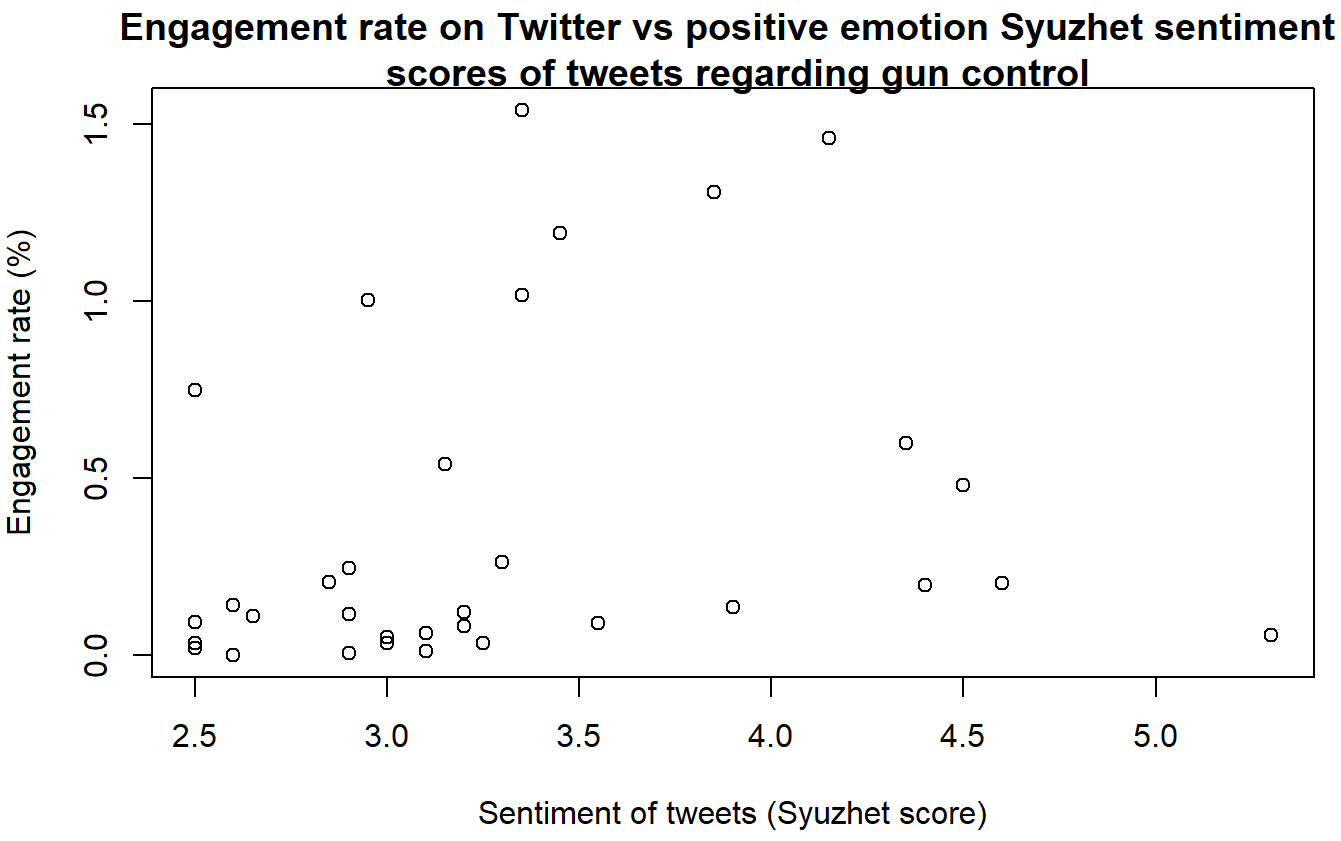 Engagement rate on Twitter vs positive emotion Syuzhet sentiment
scores of tweets regarding gun control
Engagement rate (%)
1.5
1.0
0.5
0.0
2.5 3.0 3.5 4.0 4.5 5.0
Sentiment of tweets (Syuzhet score)